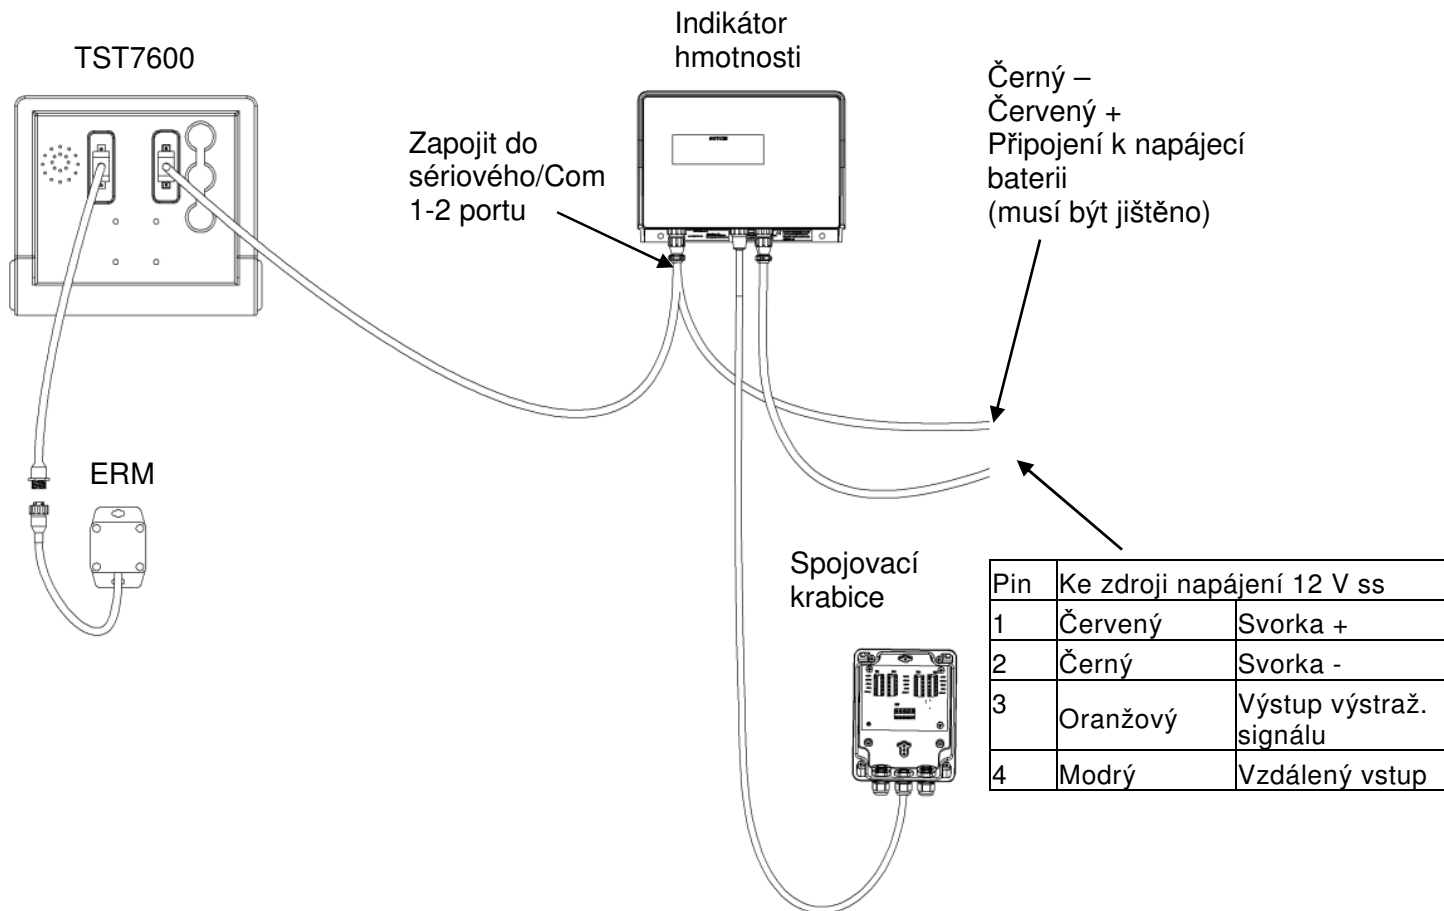 TST7600
Indikátor
hmotnosti
Černý –
Červený +
Připojení k napájecí
baterii
(musí být jištěno)
Zapojit do
sériového/Com
1-2 portu
NOTICE
ERM
Spojovací
krabice
Pin Ke zdroji napájení 12 V ss
1 Červený Svorka +
2 Černý Svorka -
3 Oranžový Výstup výstraž.
signálu
4 Modrý Vzdálený vstup